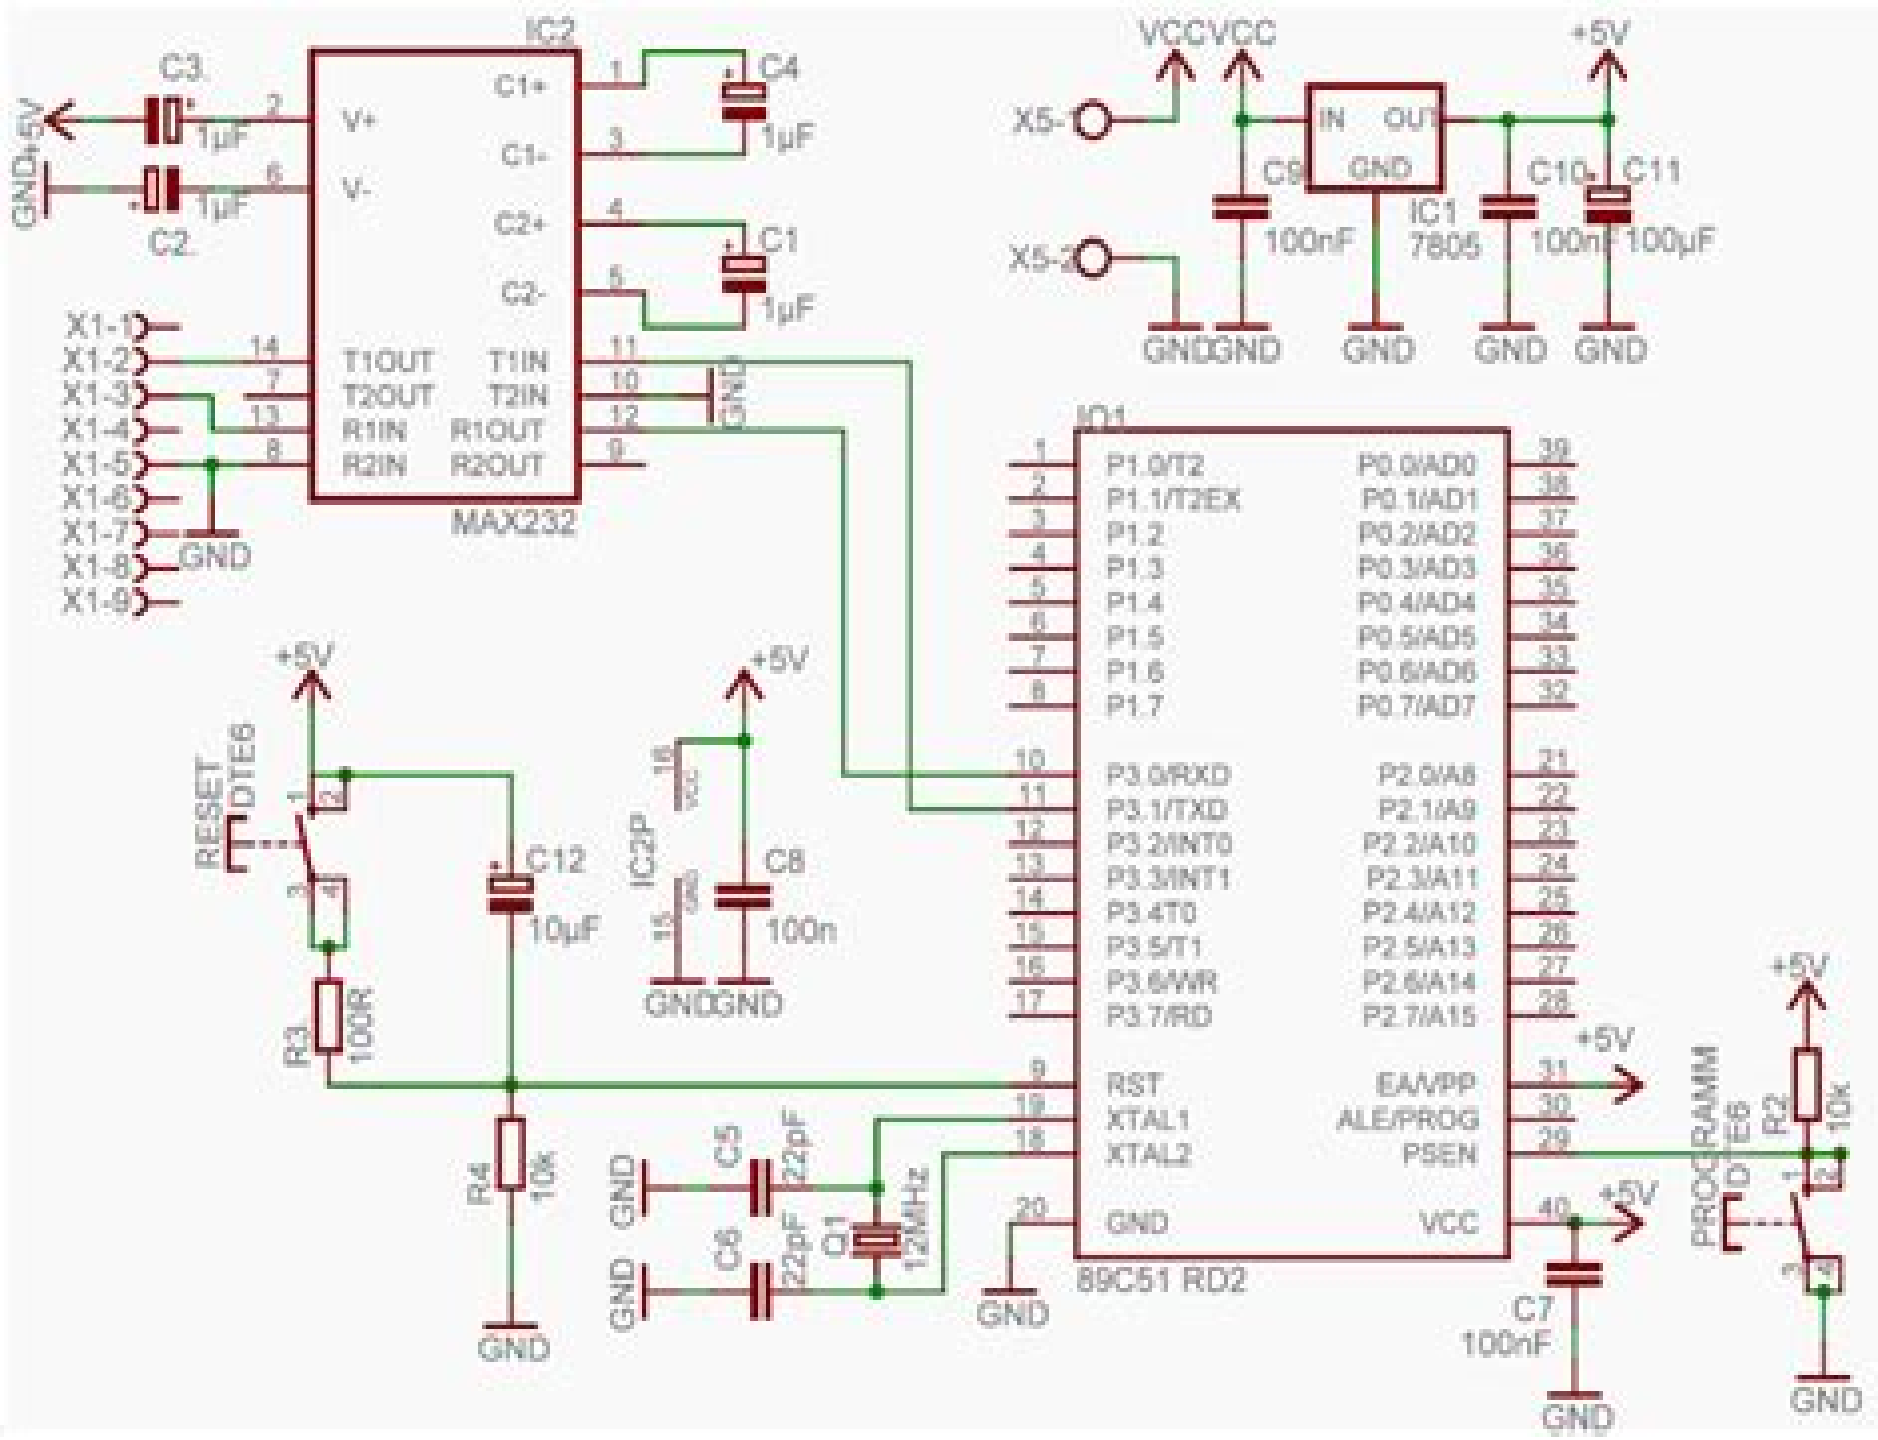 IC2
C3.
+5V
1µF
2
V+
C1+
1
C4
1µF
C1-
3
GND
C2.
1µF
6
V-
C2+
4
C1
1µF
C2-
5
X1-1
X1-2
14
T1OUT
T1IN
11
X1-3
7
T2OUT
T2IN
10
GND
X1-4
13
R1IN
R1OUT
12
X1-5
8
R2IN
R2OUT
9
X1-6
X1-7
X1-8
X1-9
GND
MAX232
VCC
VCC
+5V
X5-1
IN
OUT
GND
C9
100nF
IC1
7805
C10
100nF
C11
100µF
X5-2
GND
GND
GND
GND
GND
+5V
RESET
DTE6
1
2
3
4
R3
100R
C12
10µF
R4
10k
GND
+5V
16
VCC
IC2P
15
GND
C8
100n
GND
GND
1
P1.0/T2
P0.0/AD0
39
2
P1.1/T2EX
P0.1/AD1
38
3
P1.2
P0.2/AD2
37
4
P1.3
P0.3/AD3
36
5
P1.4
P0.4/AD4
35
6
P1.5
P0.5/AD5
34
7
P1.6
P0.6/AD6
33
8
P1.7
P0.7/AD7
32
10
P3.0/RXD
P2.0/A8
21
11
P3.1/TXD
P2.1/A9
22
12
P3.2/INT0
P2.2/A10
23
13
P3.3/INT1
P2.3/A11
24
14
P3.4T0
P2.4/A12
25
15
P3.5/T1
P2.5/A13
26
16
P3.6/WR
P2.6/A14
27
17
P3.7/RD
P2.7/A15
28
9
RST
EA/VPP
31
+5V
19
XTAL1
ALE/PROG
30
18
XTAL2
PSEN
29
20
GND
VCC
40
+5V
89C51 RD2
GND
GND
C5
22pF
GND
C6
22pF
Q1
12MHz
C7
100nF
GND
+5V
R2
10k
PROGRAMM
DTE6
1
2
3
4
GND